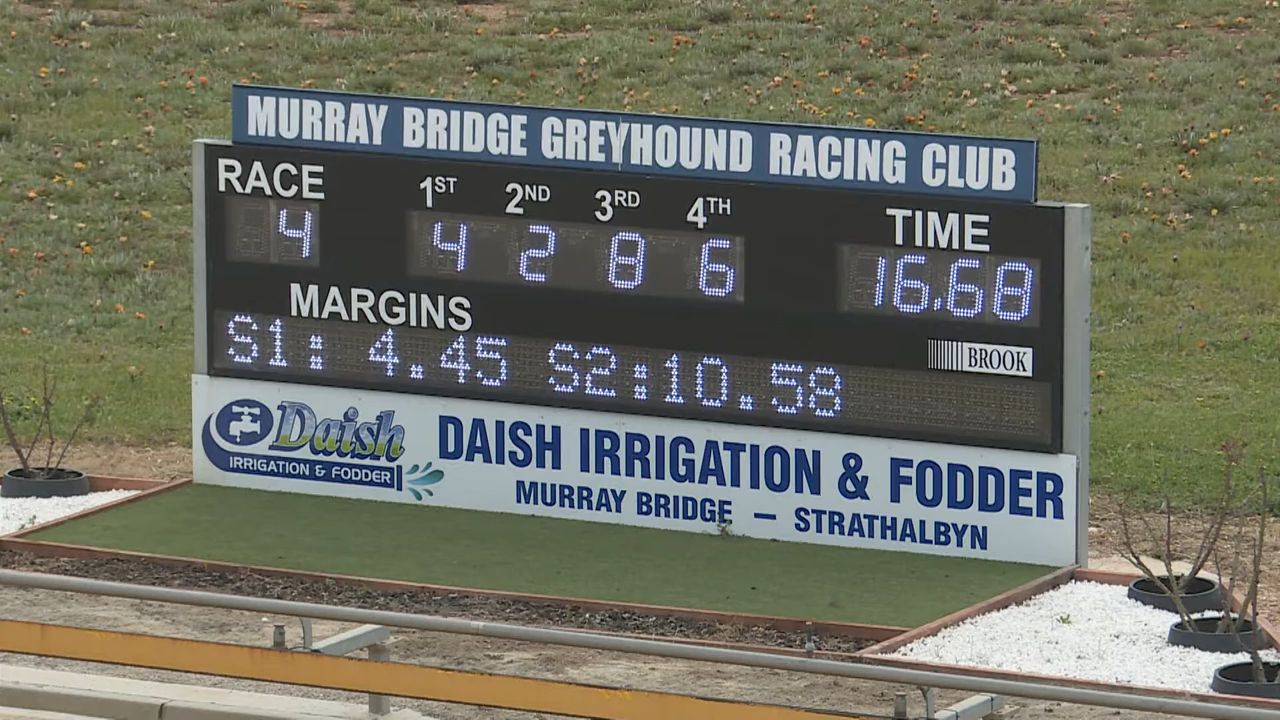 MURRAY BRIDGE GREYHOUND RACING CLUB
RACE 1ST 2ND 3RD 4TH TIME
4 4 2 8 6 16.68
MARGINS
S1: 4.45 S2:10.58
BROOK
Daish
IRRIGATION & FODDER
DAISH IRRIGATION & FODDER
MURRAY BRIDGE – STRATHALBYN